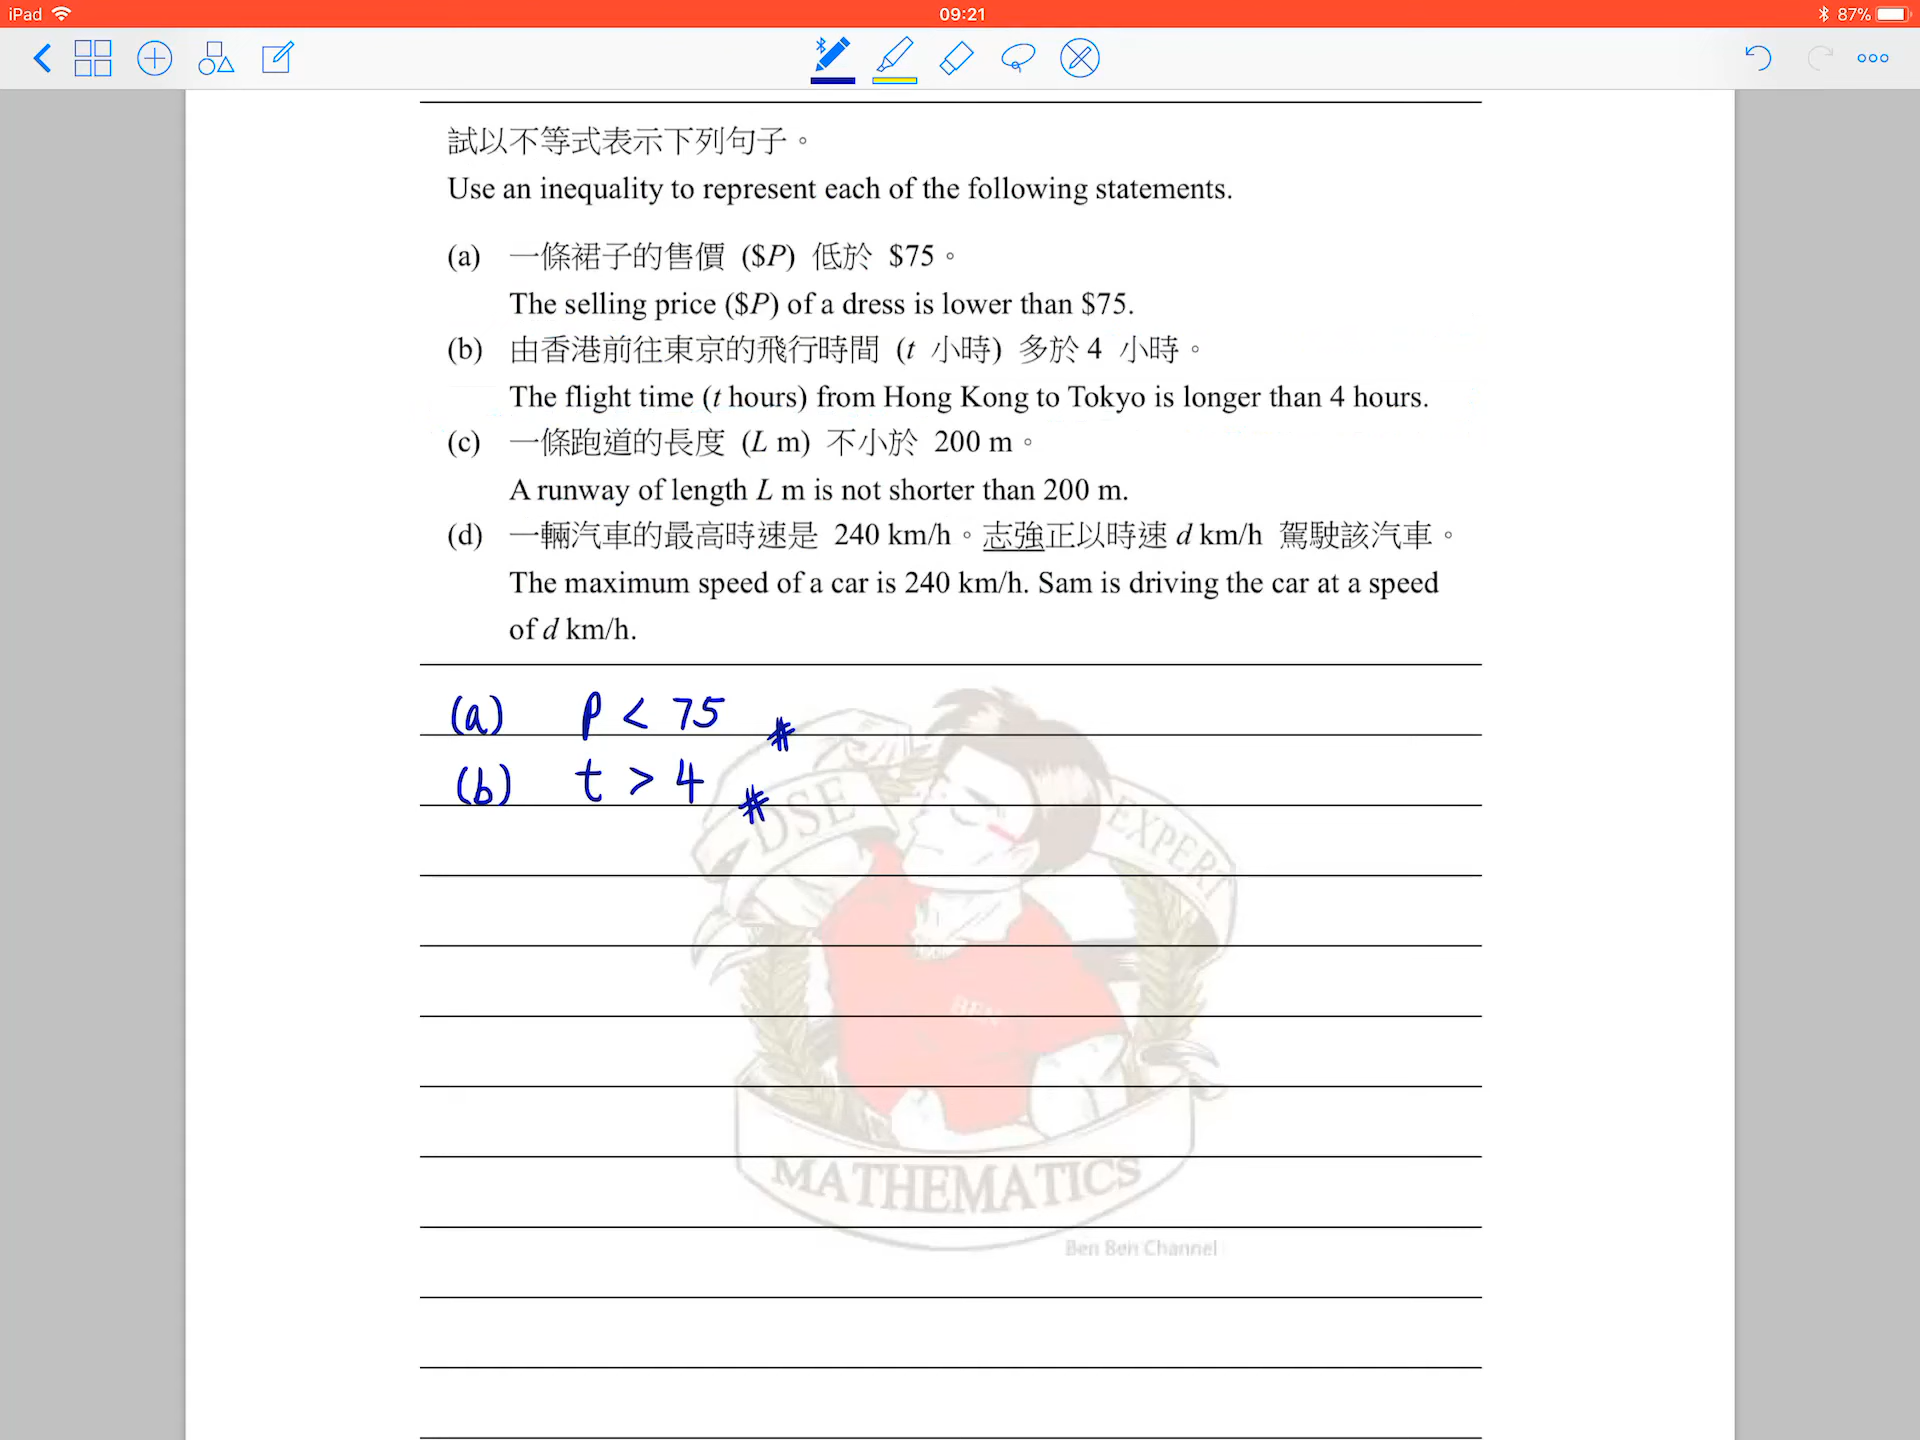 iPad
09:21
87%
試以不等式表示下列句子。
Use an inequality to represent each of the following statements.
(a) 一條裙子的售價 ($P) 低於 $75。
The selling price ($P) of a dress is lower than $75.
(b) 由香港前往東京的飛行時間 (t 小時) 多於 4 小時。
The flight time (t hours) from Hong Kong to Tokyo is longer than 4 hours.
(c) 一條跑道的長度 (L m) 不小於 200 m。
A runway of length L m is not shorter than 200 m.
(d) 一輛汽車的最高時速是 240 km/h。志強正以時速 d km/h 駕駛該汽車。
The maximum speed of a car is 240 km/h. Sam is driving the car at a speed
of d km/h.
(a) P < 75 #
(b) t > 4 #
DSE EXPERT
BEN
MATHEMATICS
Ben Ben Channel